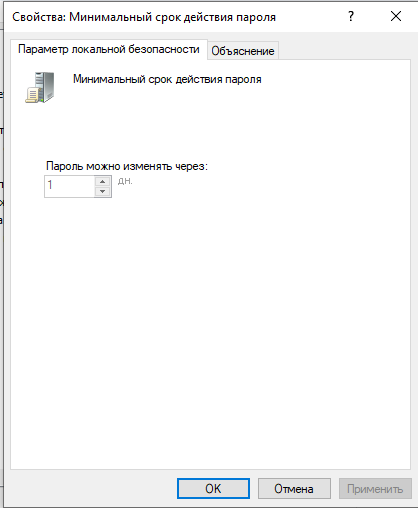 Свойства: Минимальный срок действия пароля
?
Параметр локальной безопасности
Объяснение
Минимальный срок действия пароля
Пароль можно изменять через:
1
дн.
OK
Отмена
Применить